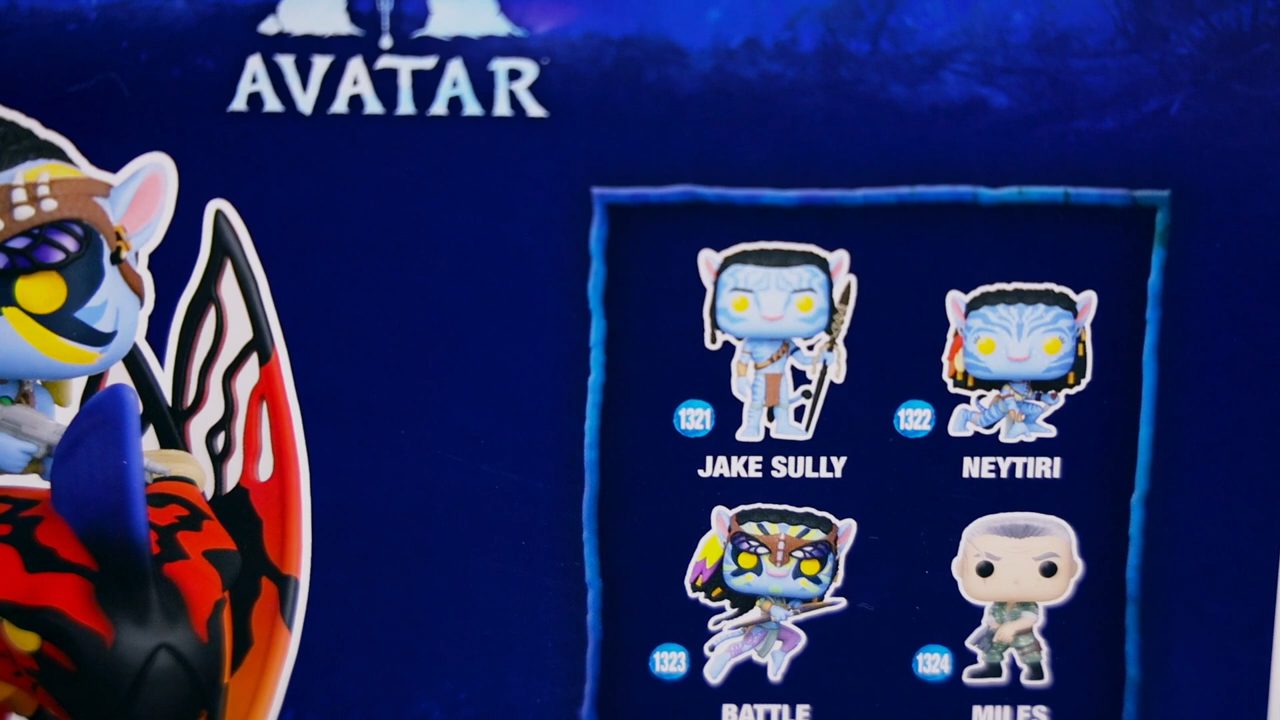 AVATAR
1321
JAKE SULLY
1322
NEYTIRI
1323
BATTLE
1324
MILES